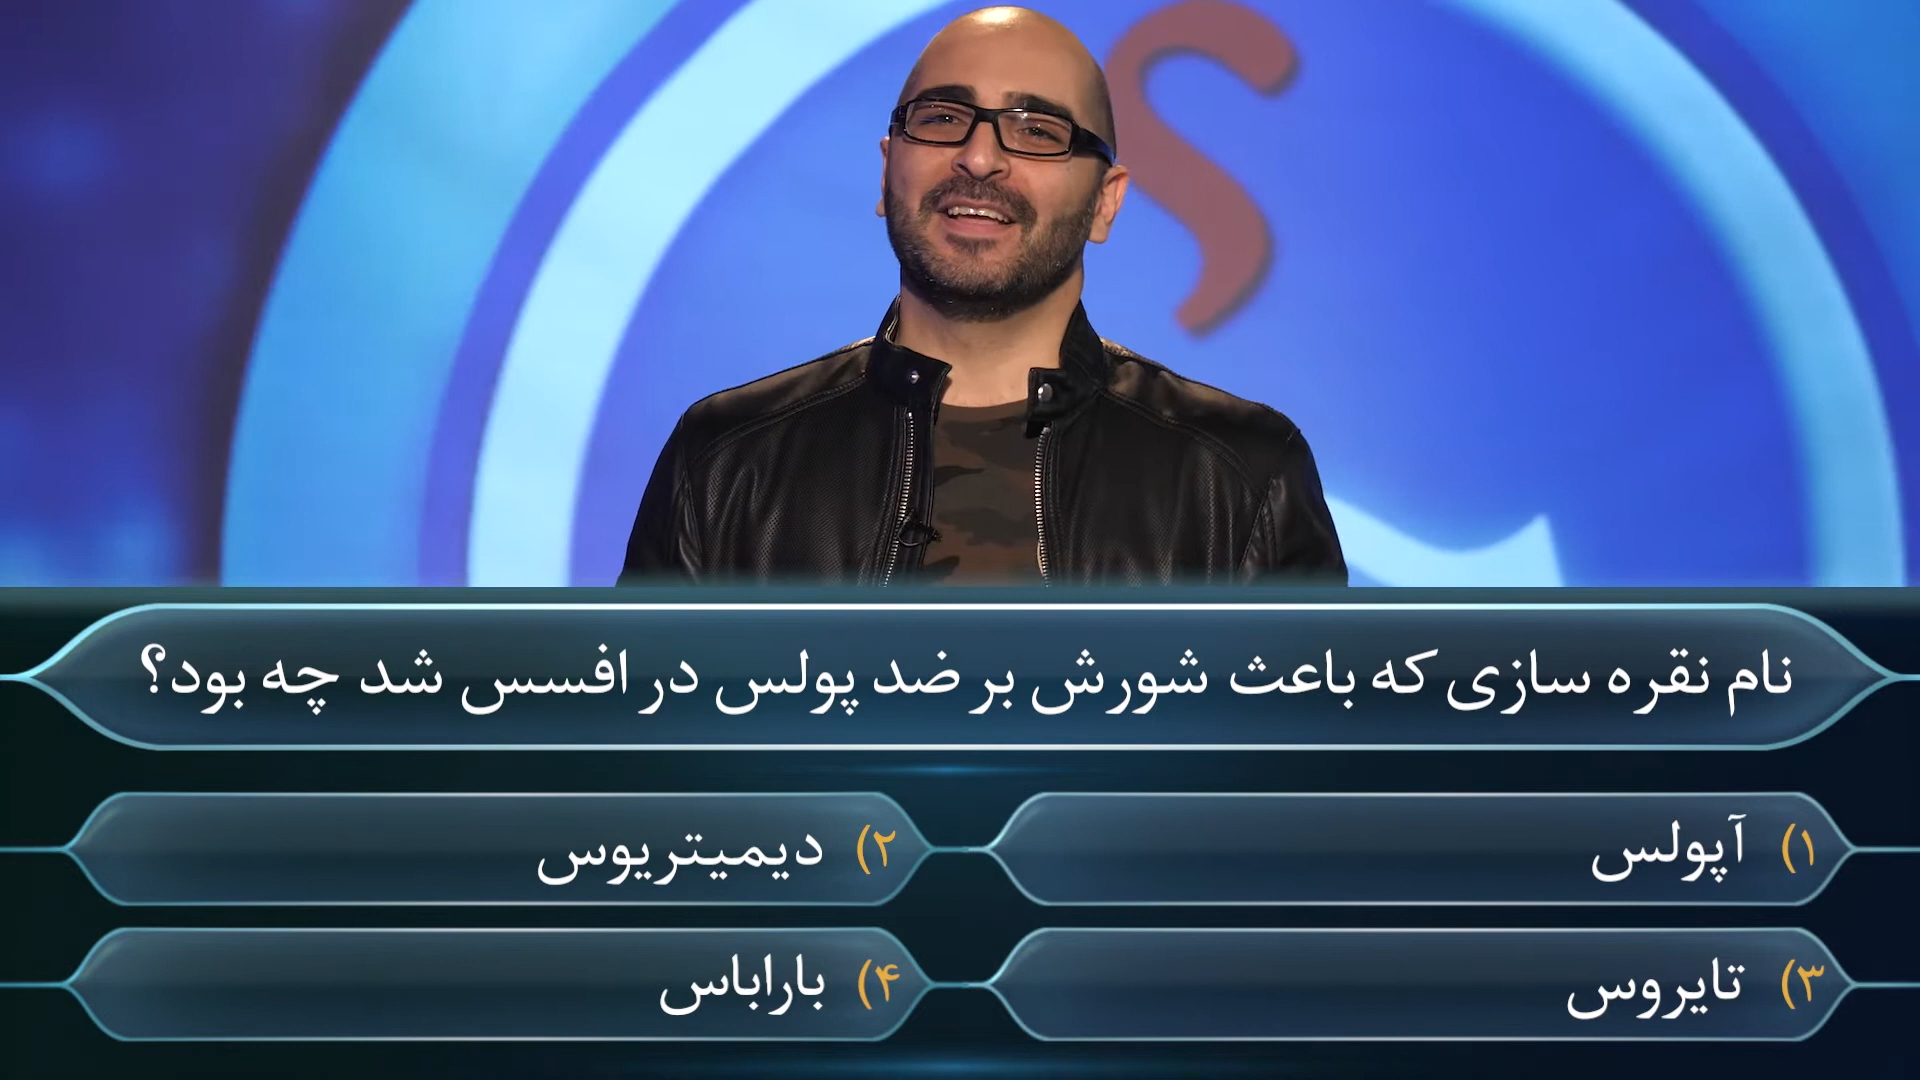 نام نقره سازی که باعث شورش بر ضد پولس در افسس شد چه بود؟
۱) آپولس
۲) دیمیتریوس
۳) تایروس
۴) باراباس